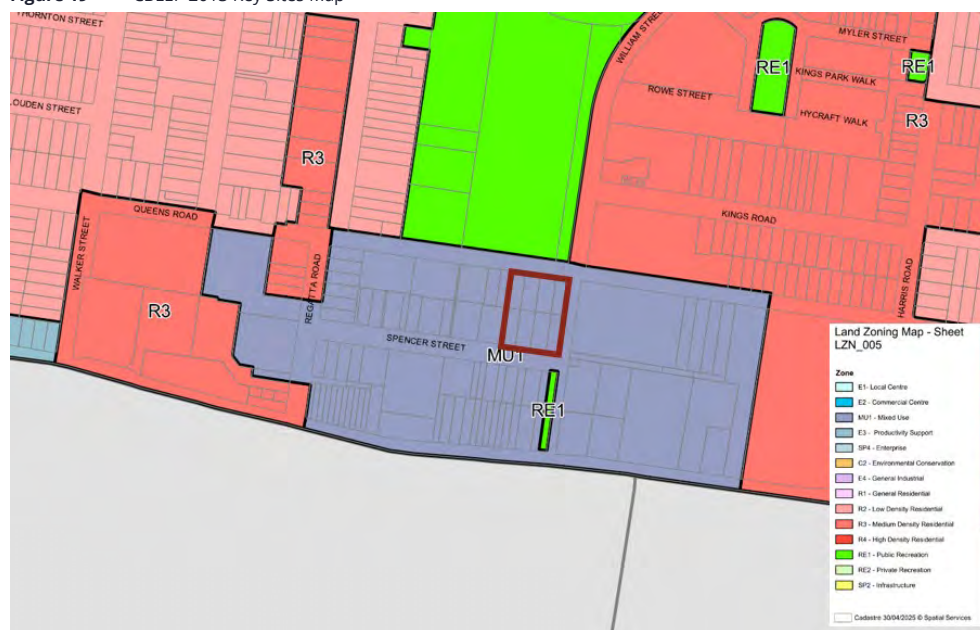 Figure 19 CBLEP 2013 Key Sites Map
THORNTON STREET
WILLIAM STREET
MYLER STREET
RE1
KINGS PARK WALK
RE1
ROWE STREET
HYCRAFT WALK
R3
LOUDEN STREET
R3
QUEENS ROAD
KINGS ROAD
WALKER STREET
REGATTA ROAD
HARRIS ROAD
R3
SPENCER STREET
MU1
RE1
Land Zoning Map - Sheet
LZN_005
Zone
E1- Local Centre
E2 - Commercial Centre
MU1 - Mixed Use
E3 - Productivity Support
SP4 - Enterprise
C2 - Environmental Conservation
E4 - General Industrial
R1 - General Residential
R2 - Low Density Residential
R3 - Medium Density Residential
R4 - High Density Residential
RE1 - Public Recreation
RE2 - Private Recreation
SP2 - Infrastructure
Cadastre 30/04/2025 © Spatial Services